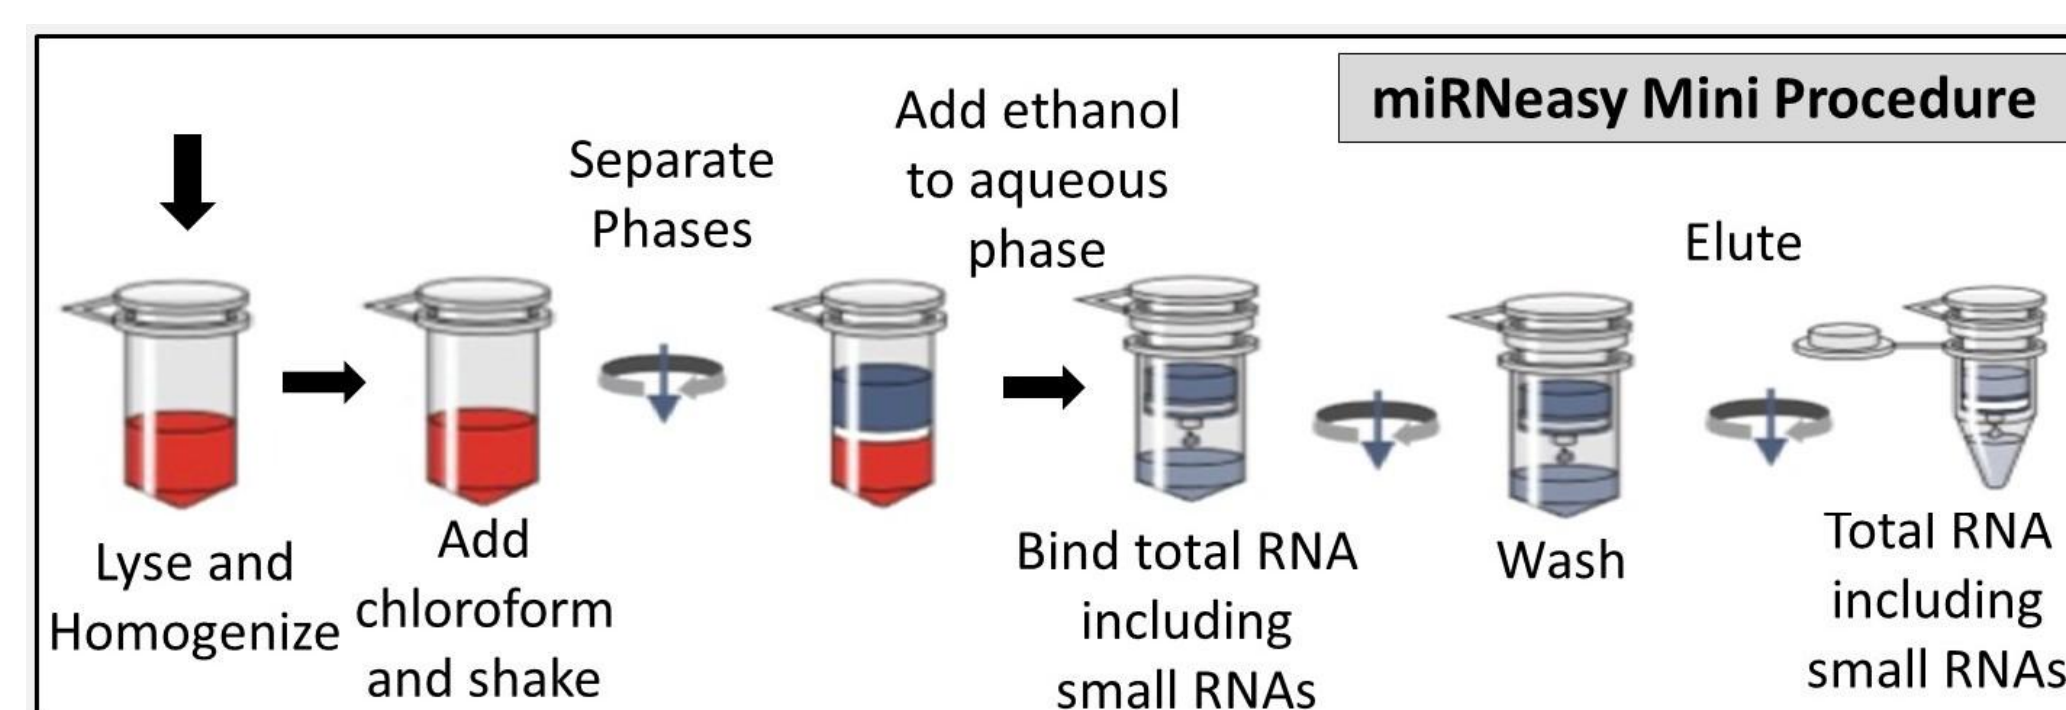 miRNeasy Mini Procedure
Lyse and
Homogenize
Add
chloroform
and shake
Separate
Phases
Add ethanol
to aqueous
phase
Bind total RNA
including
small RNAs
Wash
Elute
Total RNA
including
small RNAs